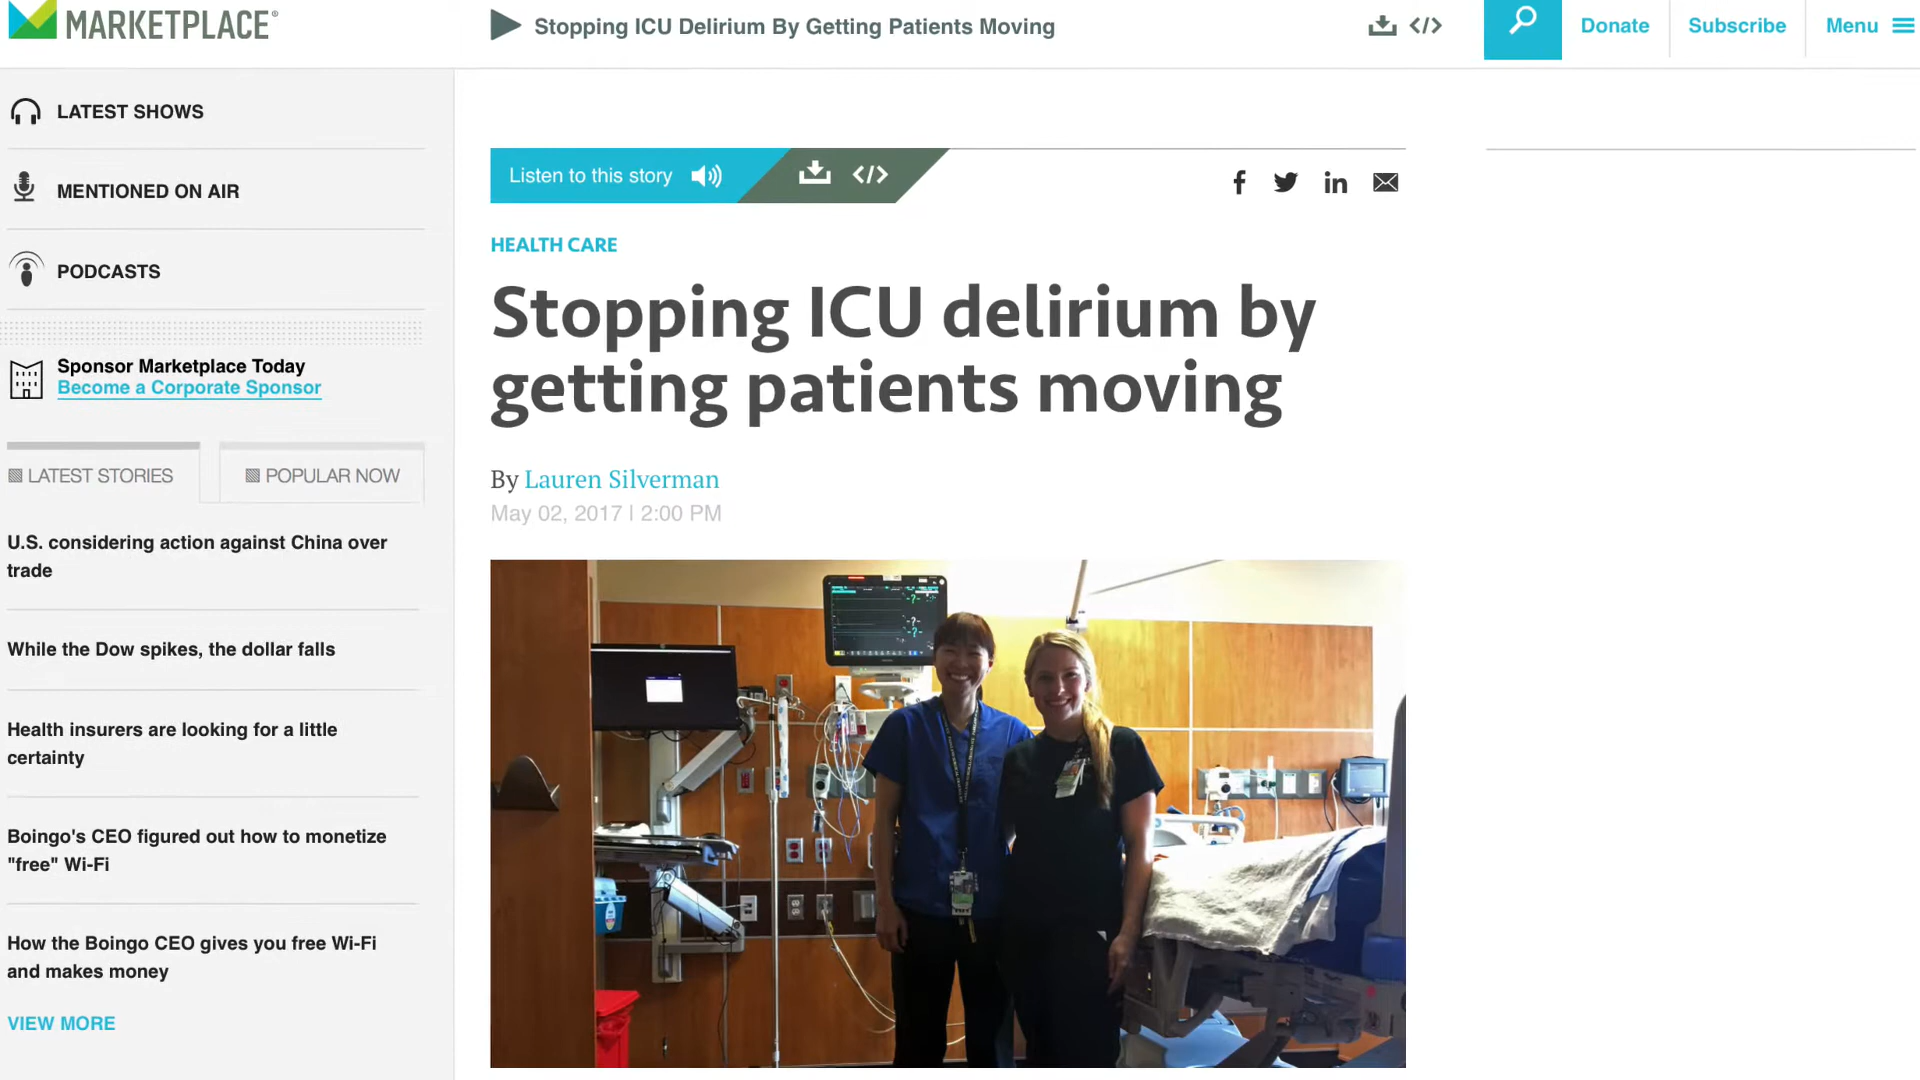 MARKETPLACE®
Stopping ICU Delirium By Getting Patients Moving
Donate
Subscribe
Menu
LATEST SHOWS
MENTIONED ON AIR
PODCASTS
Sponsor Marketplace Today
Become a Corporate Sponsor
LATEST STORIES
POPULAR NOW
U.S. considering action against China over
trade
While the Dow spikes, the dollar falls
Health insurers are looking for a little
certainty
Boingo's CEO figured out how to monetize
"free" Wi-Fi
How the Boingo CEO gives you free Wi-Fi
and makes money
VIEW MORE
Listen to this story
HEALTH CARE
Stopping ICU delirium by
getting patients moving
By Lauren Silverman
May 02, 2017 | 2:00 PM